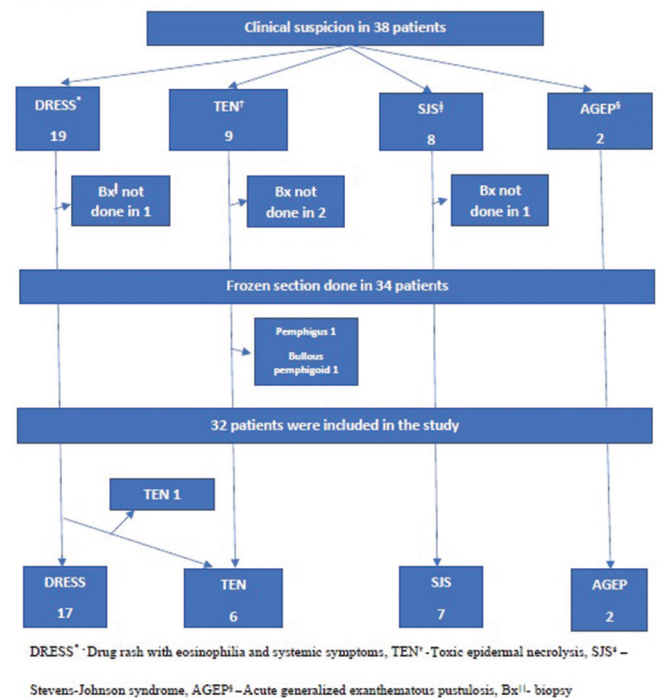 Clinical suspicion in 38 patients
DRESS*
19
TEN†
9
SJS‡
8
AGEP§
2
Bx‖ not
done in 1
Bx not
done in 2
Bx not
done in 1
Frozen section done in 34 patients
Pemphigus 1
Bullous
pemphigoid 1
32 patients were included in the study
TEN 1
DRESS
17
TEN
6
SJS
7
AGEP
2
DRESS* -Drug rash with eosinophilia and systemic symptoms, TEN† -Toxic epidermal necrolysis, SJS‡ –
Stevens-Johnson syndrome, AGEP§ –Acute generalized exanthematous pustulosis, Bx‖- biopsy